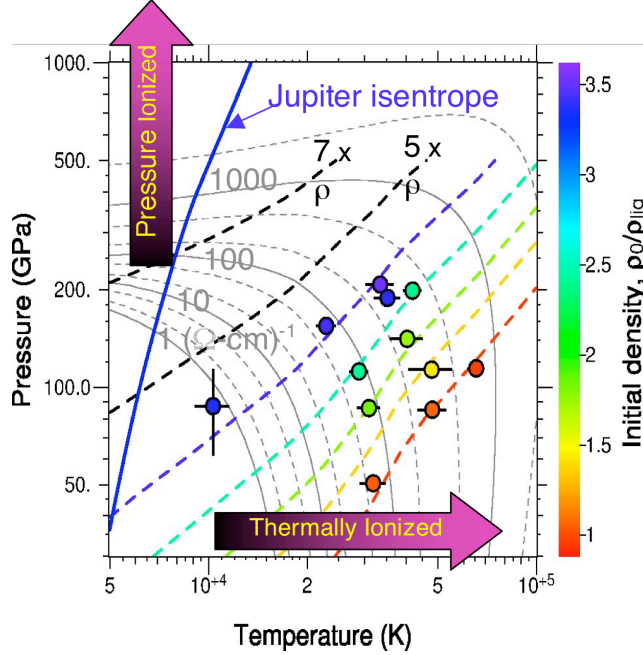 Pressure Ionized
Jupiter isentrope
1000.
500.
200.
100.0
50.
Pressure (GPa)
7 x
ρ
5 x
ρ
1000
100
10
1 (Ω cm)⁻¹
Thermally Ionized
5
10⁺⁴
2
5
10⁻⁵
Temperature (K)
3.5
3
2.5
2
1.5
1
Initial density, ρ₀/ρ_liq